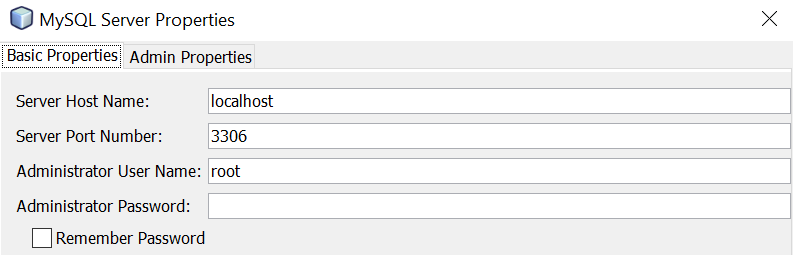 MySQL Server Properties
Basic Properties Admin Properties
Server Host Name: localhost
Server Port Number: 3306
Administrator User Name: root
Administrator Password:
Remember Password